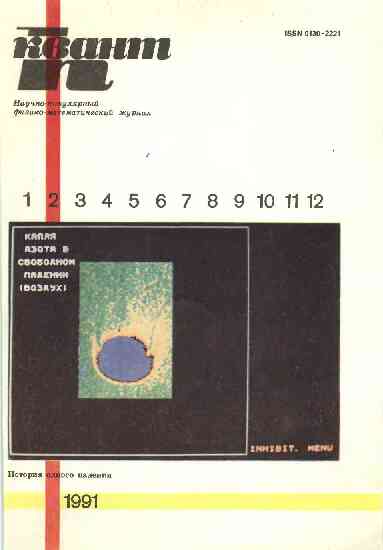 квант
ISSN 0130-2221
Научно-популярный
физико-математический журнал
1 2 3 4 5 6 7 8 9 10 11 12
КАПЛЯ
АЗОТА В
СВОБОДНОМ
ПАДЕНИИ
(ВОЗДУХ)
INHIBIT. MENU
История одного падения
1991